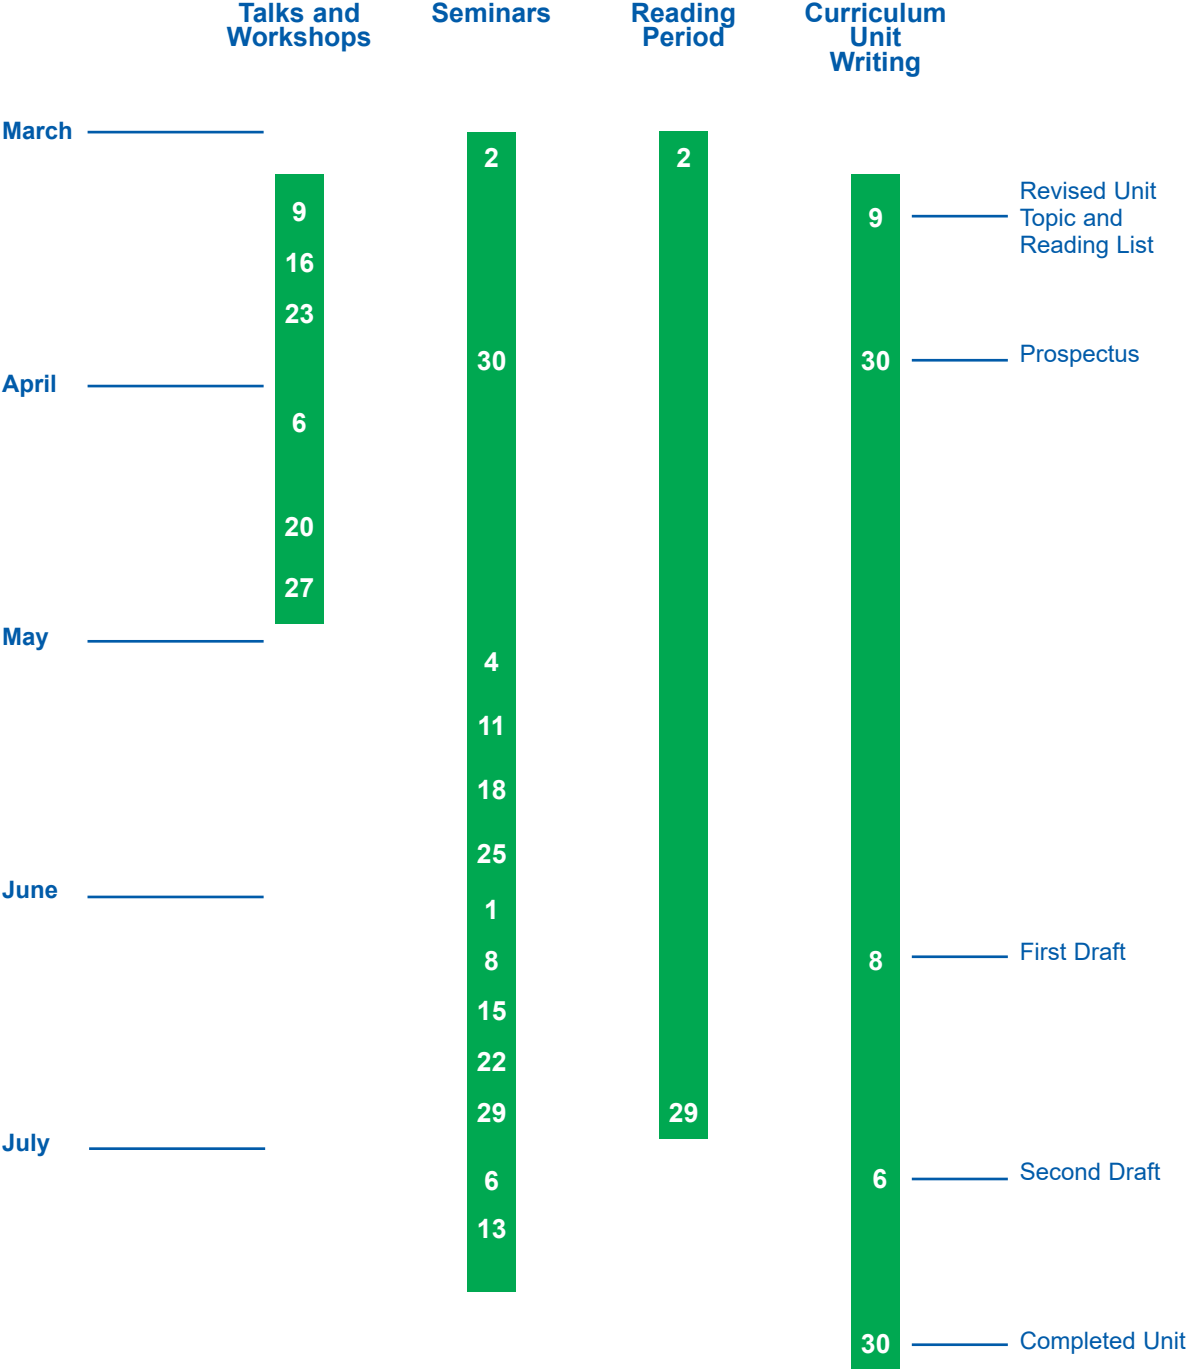 Talks and
Workshops
Seminars
Reading
Period
Curriculum
Unit
Writing
March
2
2
9
9
Revised Unit
Topic and
Reading List
16
23
30
30
Prospectus
April
6
20
27
May
4
11
18
25
June
1
8
8
First Draft
15
22
29
29
July
6
6
Second Draft
13
30
Completed Unit